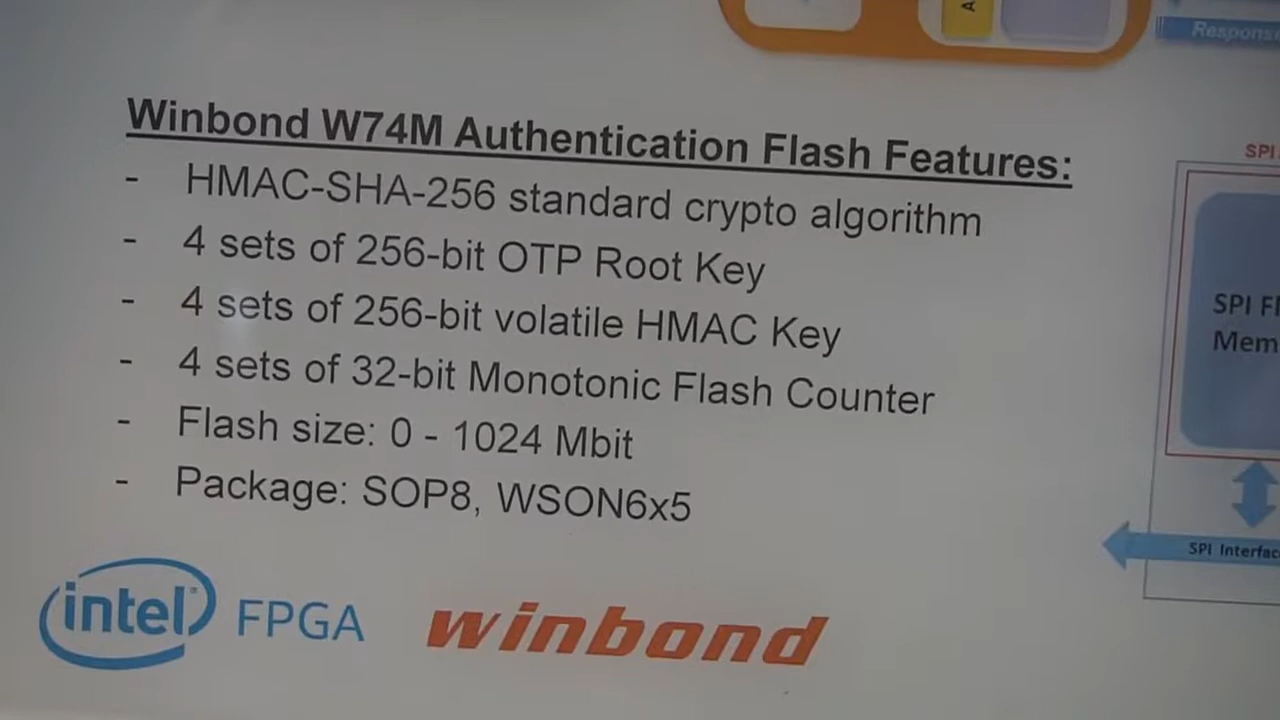 Response
Winbond W74M Authentication Flash Features:
- HMAC-SHA-256 standard crypto algorithm
- 4 sets of 256-bit OTP Root Key
- 4 sets of 256-bit volatile HMAC Key
- 4 sets of 32-bit Monotonic Flash Counter
- Flash size: 0 - 1024 Mbit
- Package: SOP8, WSON6x5
intel FPGA winbond
SPI
SPI
SPI